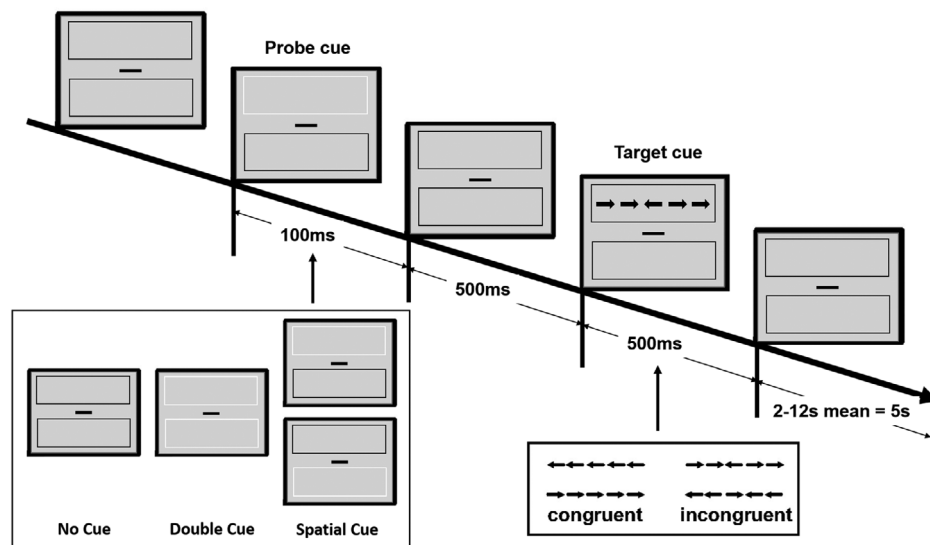 Probe cue
Target cue
100ms
500ms
500ms
2-12s mean = 5s
No Cue
Double Cue
Spatial Cue
congruent
incongruent